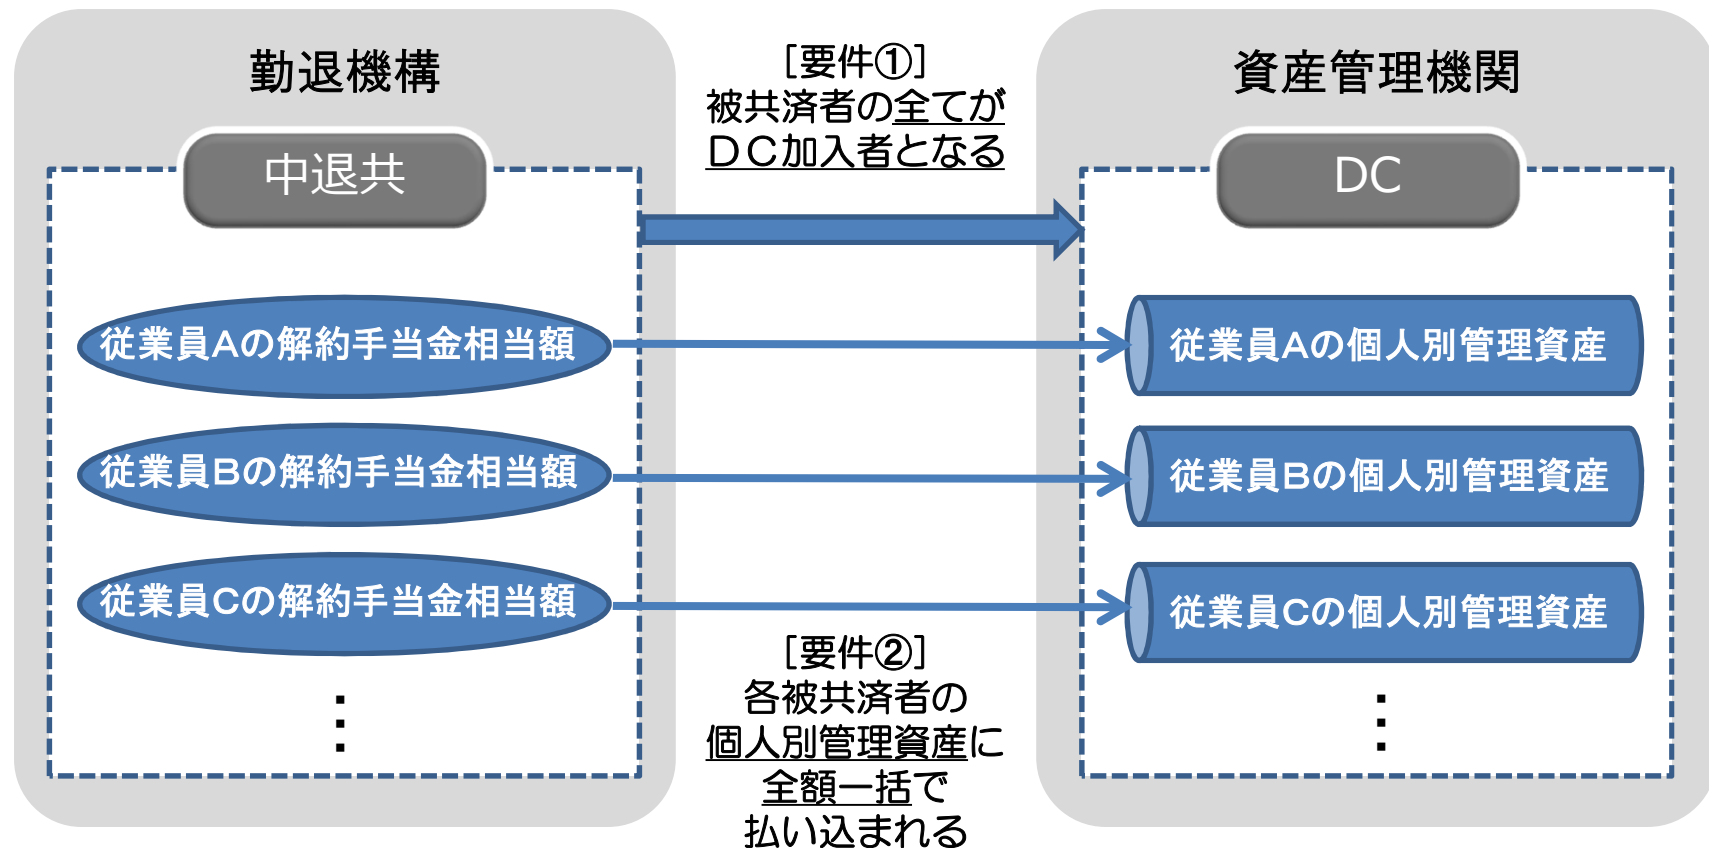 勤退機構
中退共
従業員Aの解約手当金相当額
従業員Bの解約手当金相当額
従業員Cの解約手当金相当額
［要件①］
被共済者の全てが
ＤＣ加入者となる
［要件②］
各被共済者の
個人別管理資産に
全額一括で
払い込まれる
資産管理機関
DC
従業員Aの個人別管理資産
従業員Bの個人別管理資産
従業員Cの個人別管理資産